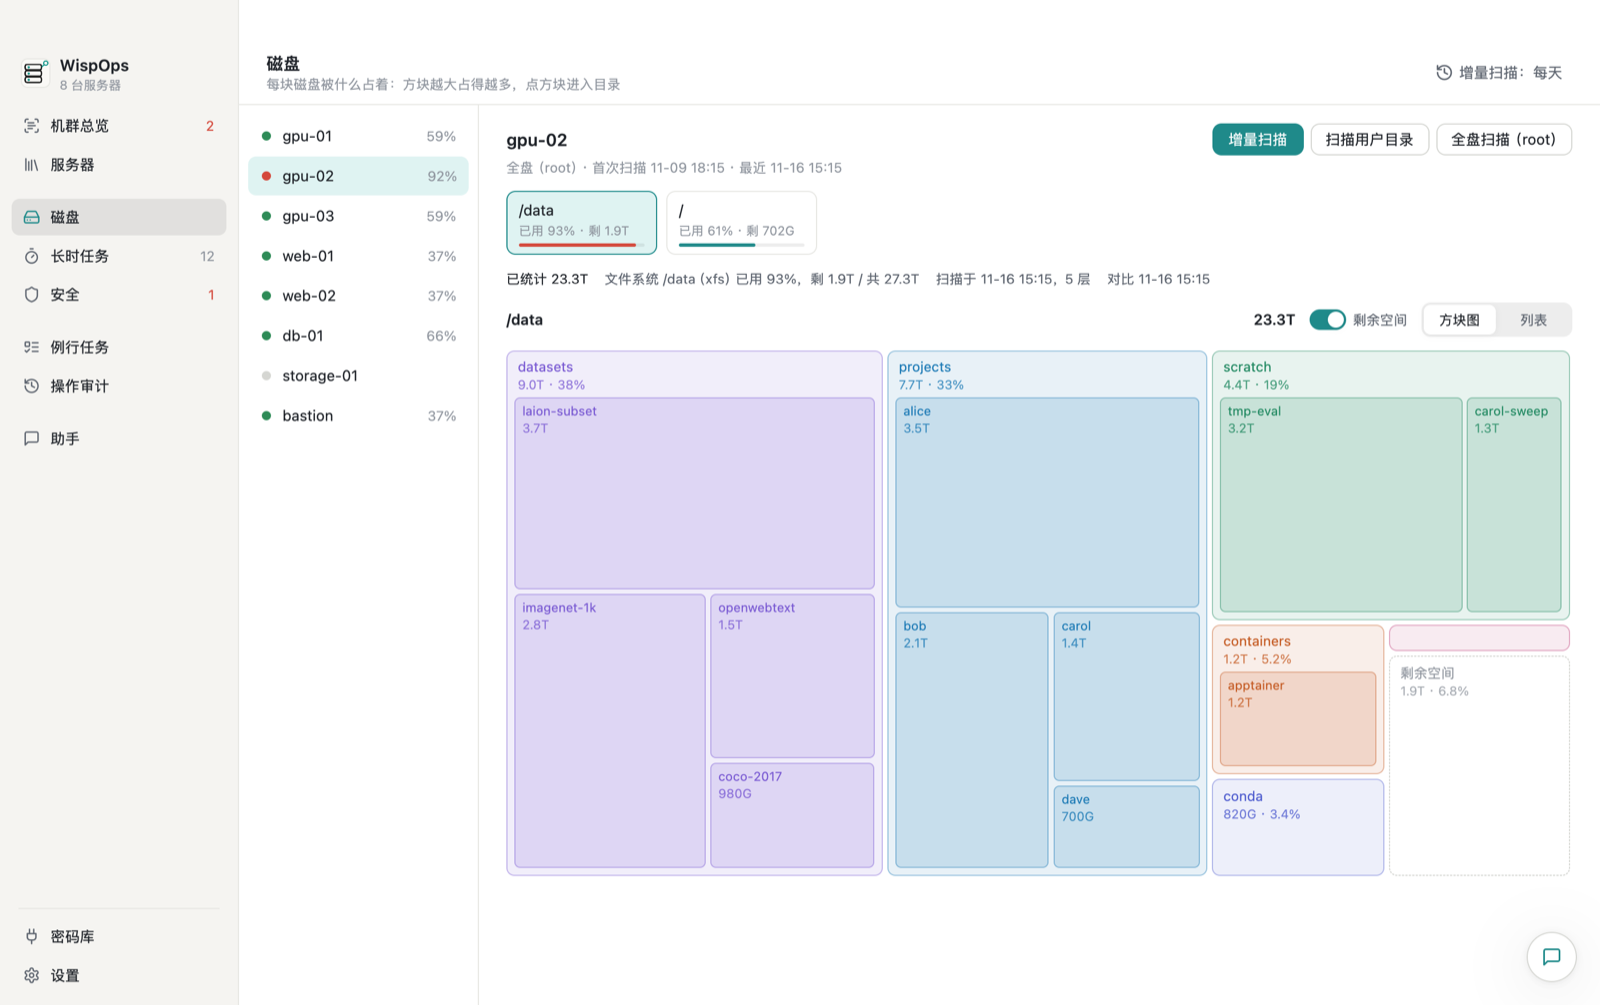 WispOps
8 台服务器
机群总览 2
服务器
磁盘
长时任务 12
安全 1
例行任务
操作审计
助手
密码库
设置
磁盘
每块磁盘被什么占着：方块越大占得越多，点方块进入目录
增量扫描：每天
gpu-01 59%
gpu-02 92%
gpu-03 59%
web-01 37%
web-02 37%
db-01 66%
storage-01
bastion 37%
gpu-02
增量扫描 扫描用户目录 全盘扫描 (root)
全盘（root）· 首次扫描 11-09 18:15 · 最近 11-16 15:15
/data
已用 93% · 剩 1.9T
/
已用 61% · 剩 702G
已统计 23.3T 文件系统 /data (xfs) 已用 93%，剩 1.9T / 共 27.3T 扫描于 11-16 15:15，5 层 对比 11-16 15:15
/data 23.3T 剩余空间 方块图 列表
datasets
9.0T · 38%
laion-subset
3.7T
imagenet-1k
2.8T
openwebtext
1.5T
coco-2017
980G
projects
7.7T · 33%
alice
3.5T
bob
2.1T
carol
1.4T
dave
700G
scratch
4.4T · 19%
tmp-eval
3.2T
carol-sweep
1.3T
containers
1.2T · 5.2%
apptainer
1.2T
conda
820G · 3.4%
剩余空间
1.9T · 6.8%